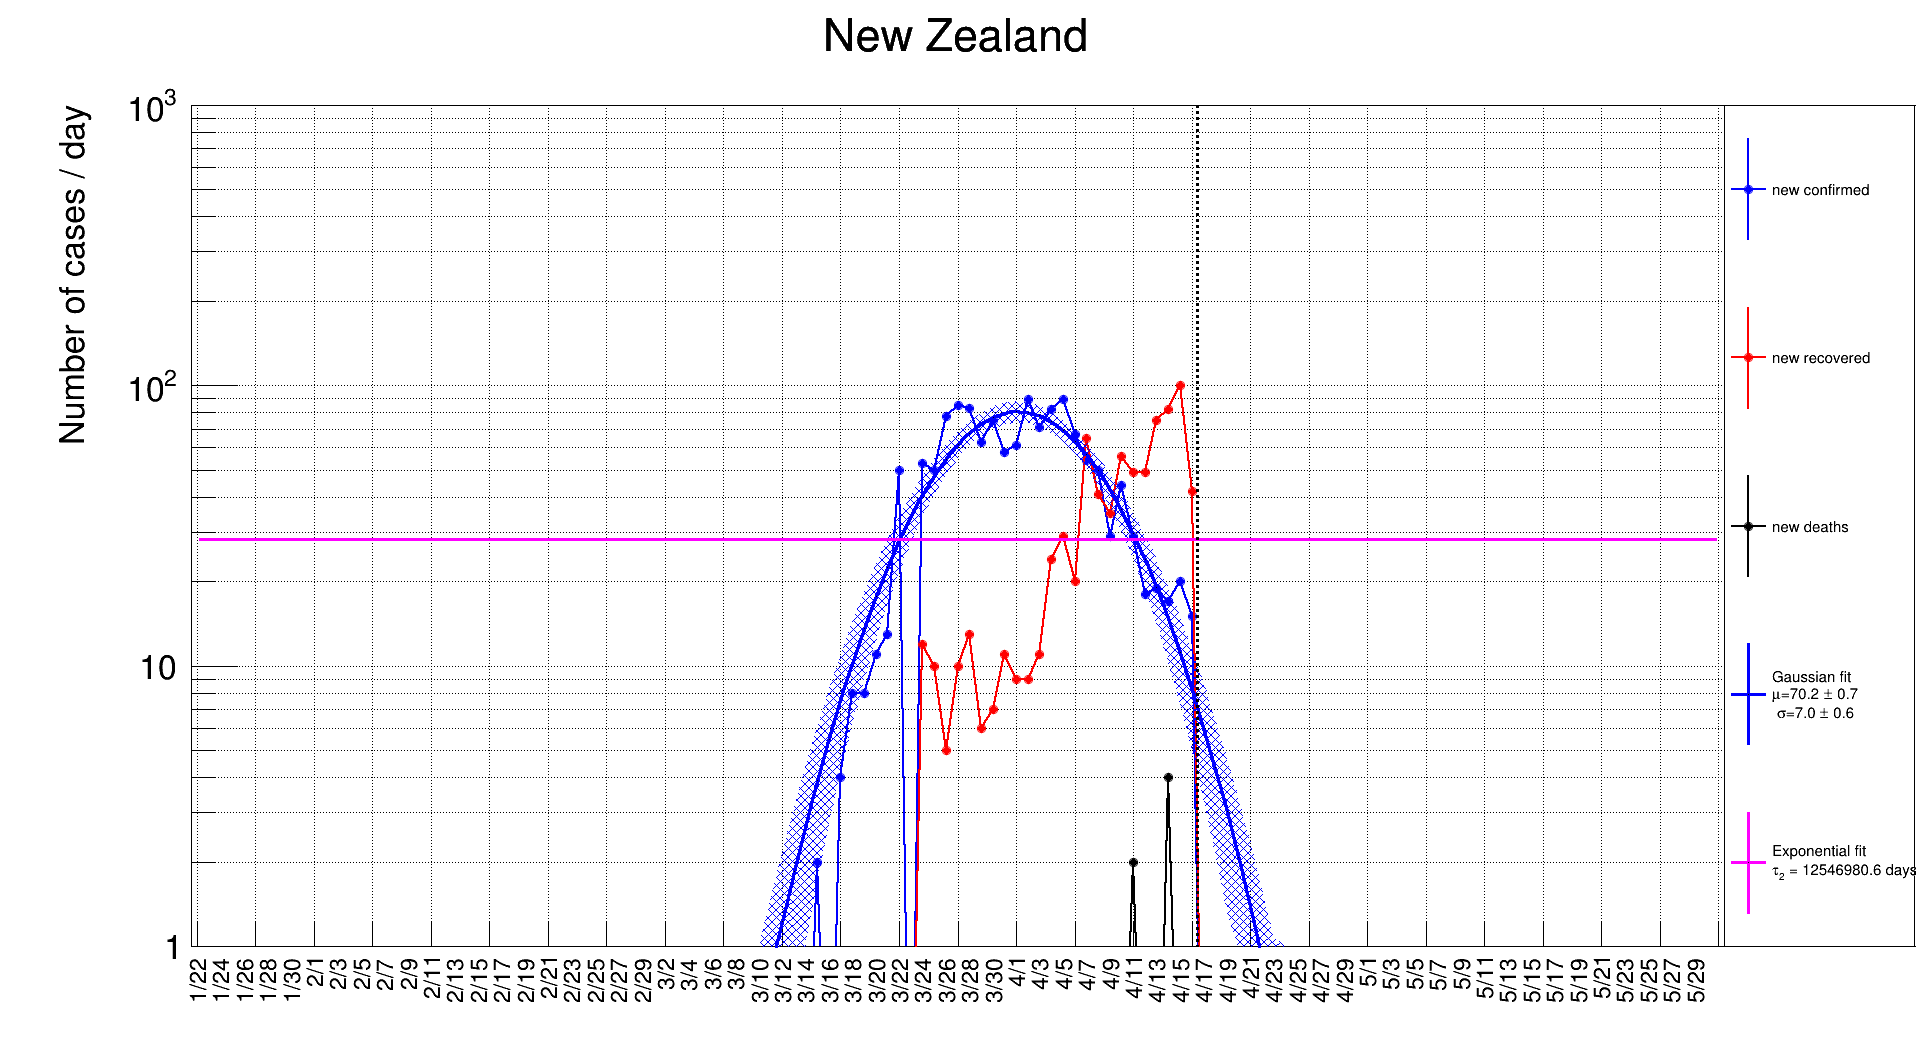 New Zealand
Number of cases / day
10³
10²
10
1
1/22 1/24 1/26 1/28 1/30 2/1 2/3 2/5 2/7 2/9 2/11 2/13 2/15 2/17 2/19 2/21 2/23 2/25 2/27 2/29 3/2 3/4 3/6 3/8 3/10 3/12 3/14 3/16 3/18 3/20 3/22 3/24 3/26 3/28 3/30 4/1 4/3 4/5 4/7 4/9 4/11 4/13 4/15 4/17 4/19 4/21 4/23 4/25 4/27 4/29 5/1 5/3 5/5 5/7 5/9 5/11 5/13 5/15 5/17 5/19 5/21 5/23 5/25 5/27 5/29
new confirmed
new recovered
new deaths
Gaussian fit
μ=70.2 ± 0.7
σ=7.0 ± 0.6
Exponential fit
τ₂ = 12546980.6 days